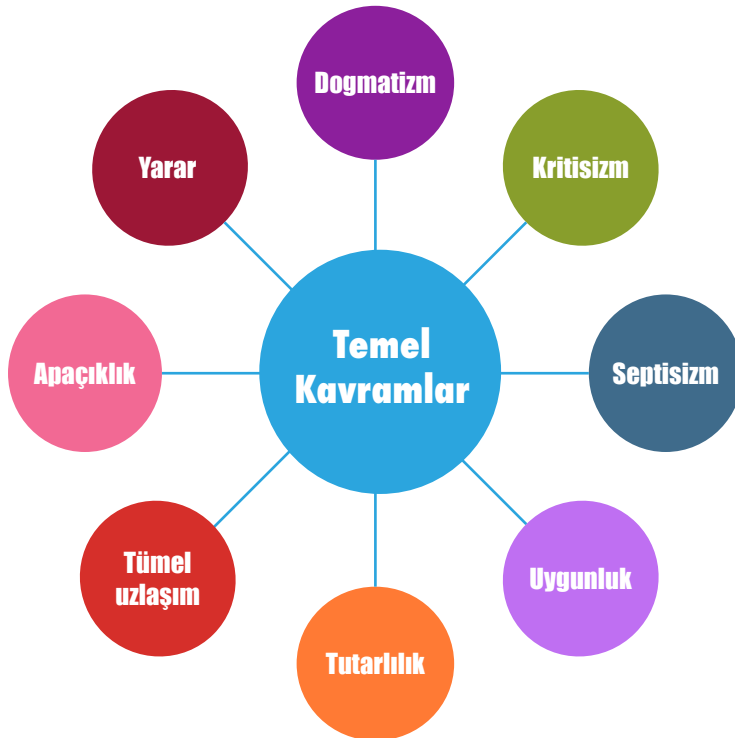 Dogmatizm
Yarar
Kritisizm
Temel
Kavramlar
Apaçıklık
Septisizm
Tümel
uzlaşım
Uygunluk
Tutarlılık